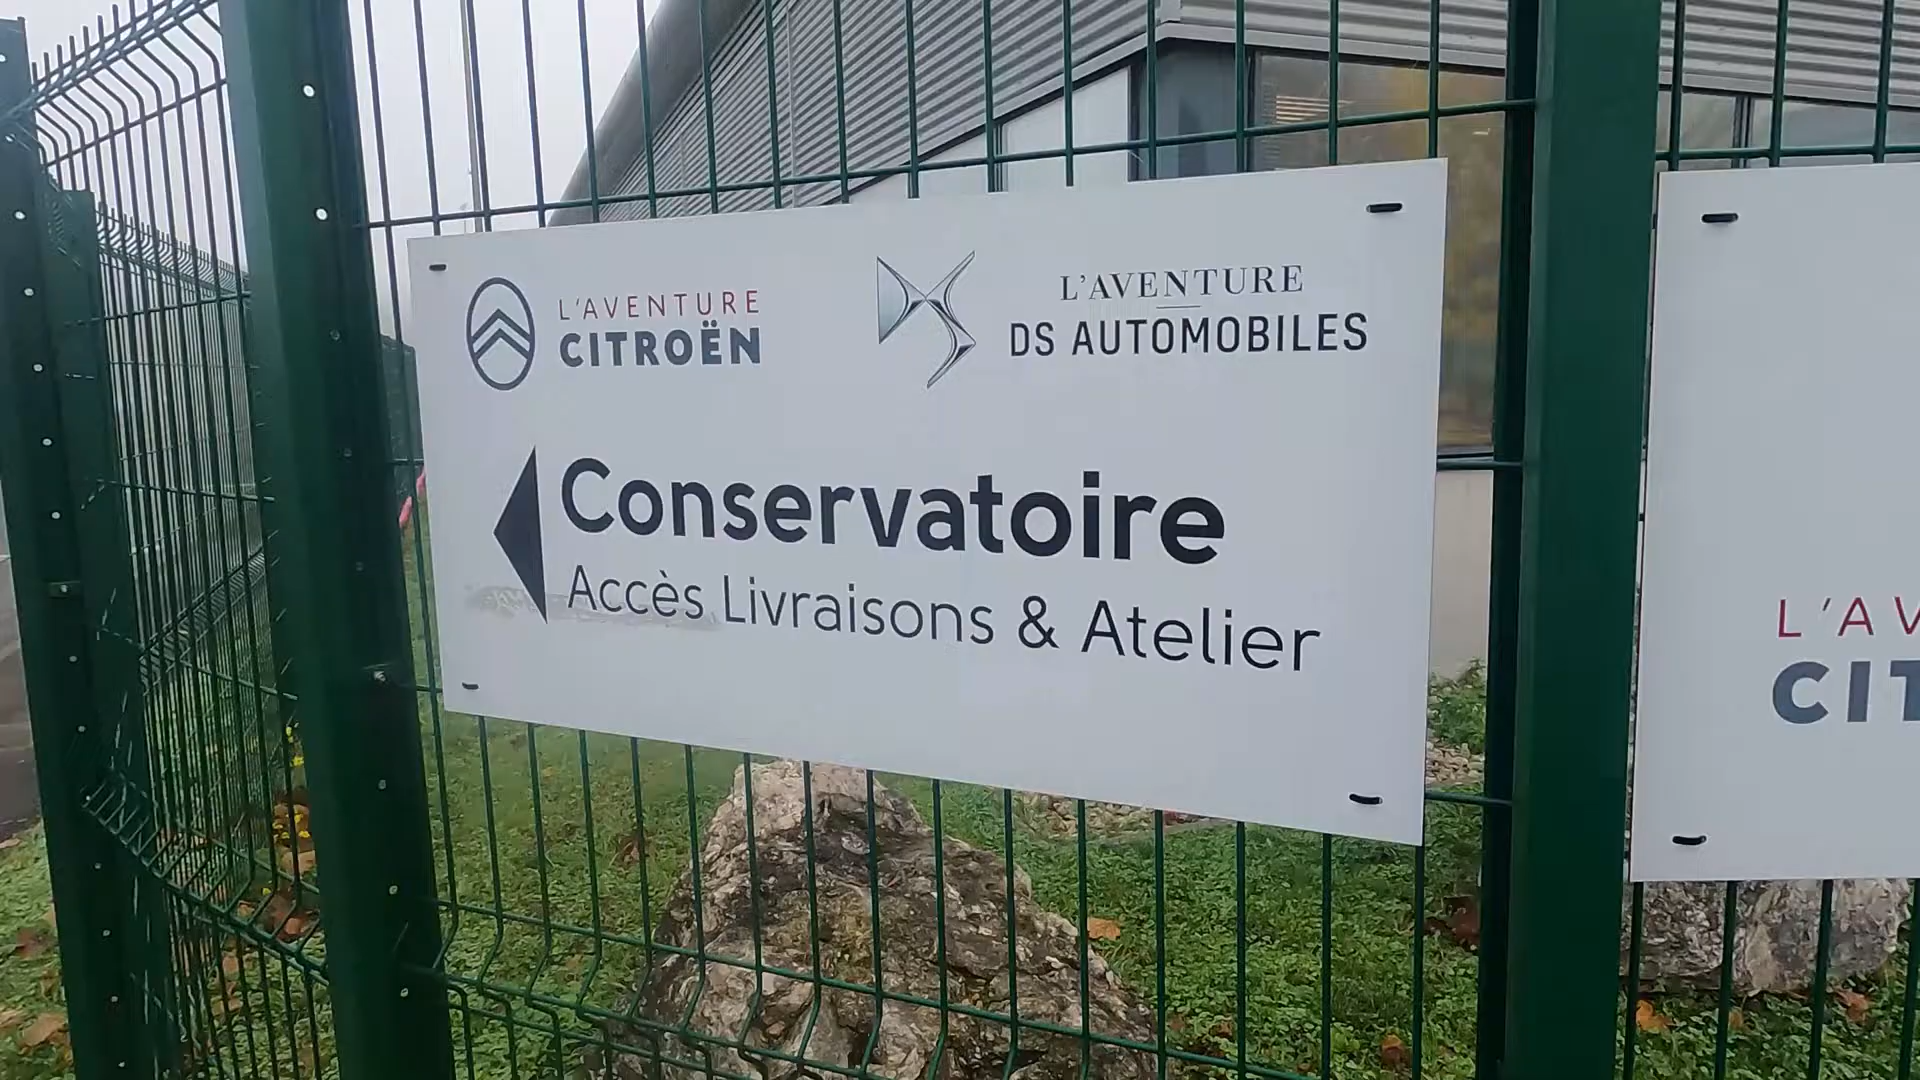 L'AVENTURE
CITROËN
L'AVENTURE
DS AUTOMOBILES
Conservatoire
Accès Livraisons & Atelier
L'AV
CIT